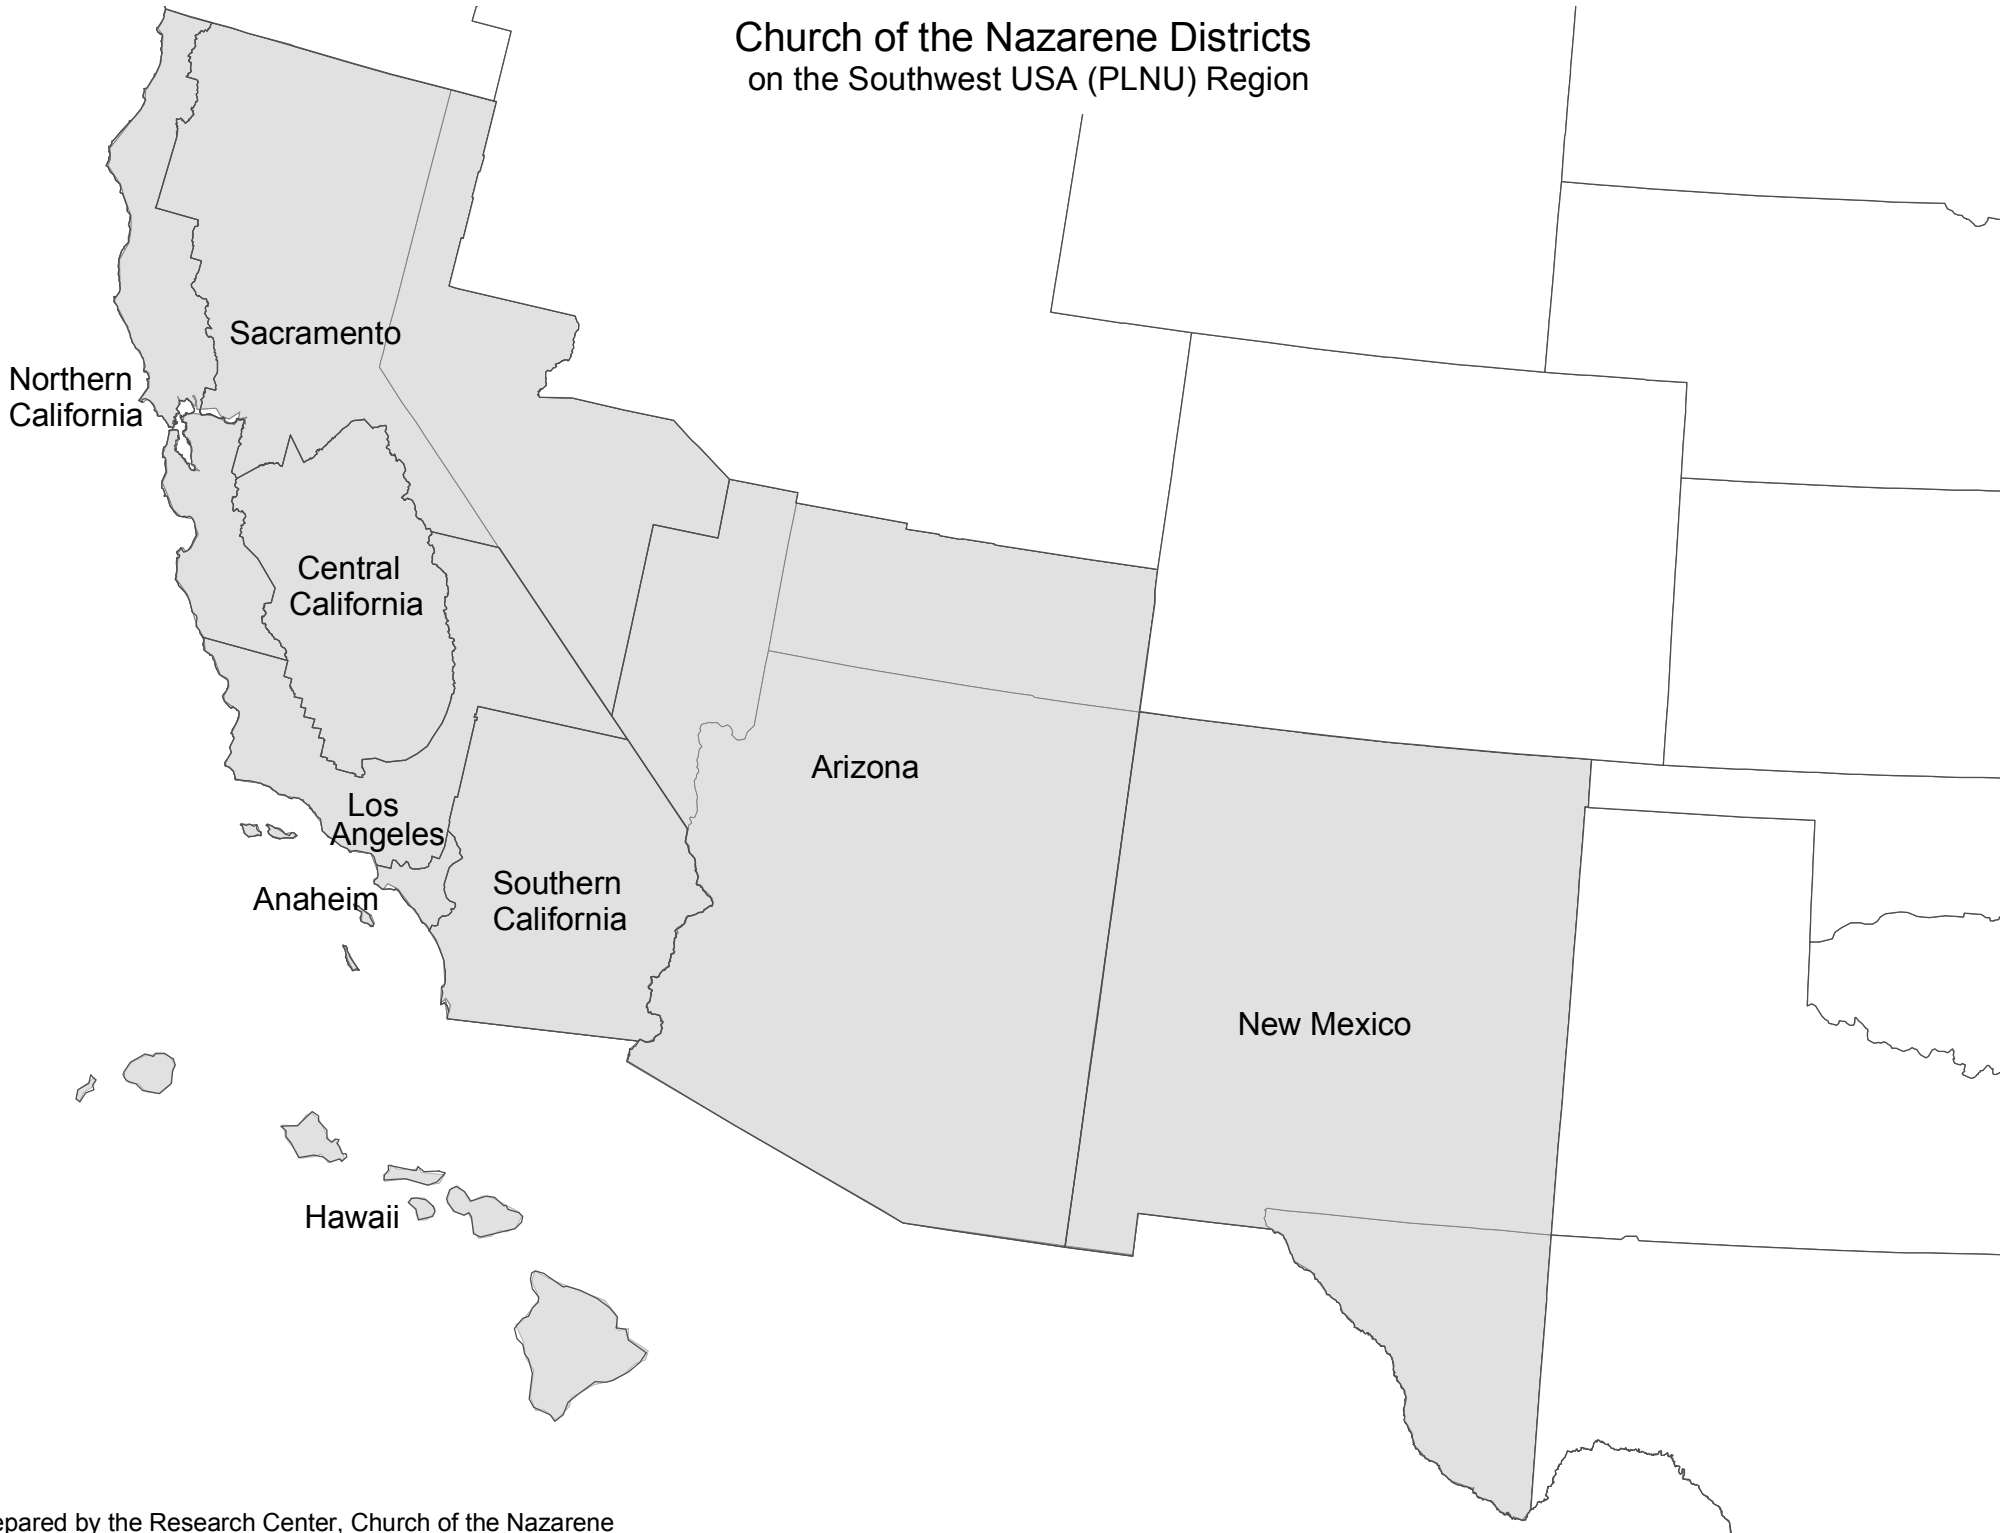 Church of the Nazarene Districts
on the Southwest USA (PLNU) Region
Sacramento
Northern
California
Central
California
Arizona
Los
Angeles
Anaheim
Southern
California
New Mexico
Hawaii
epared by the Research Center, Church of the Nazarene